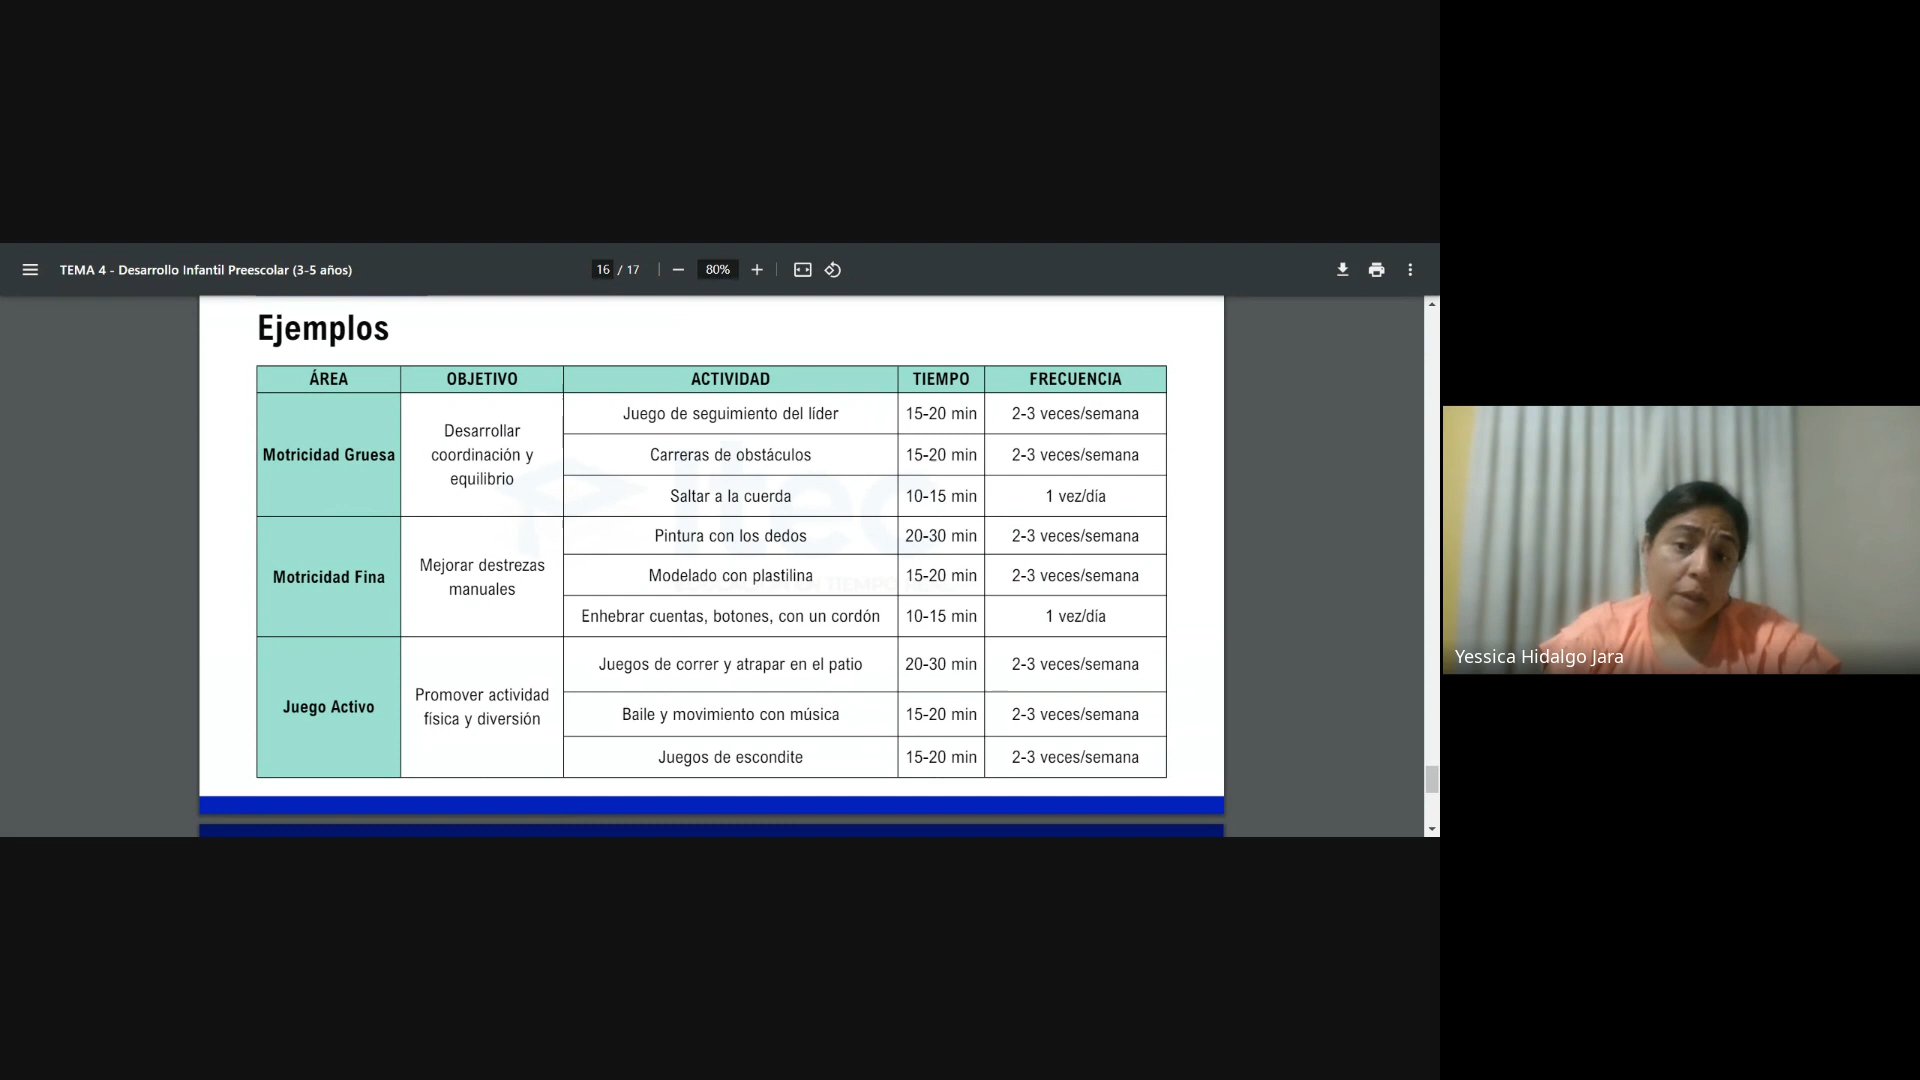 TEMA 4 - Desarrollo Infantil Preescolar (3-5 años)
16 / 17
80%
Ejemplos
ÁREA OBJETIVO ACTIVIDAD TIEMPO FRECUENCIA
Motricidad Gruesa
Desarrollar
coordinación y
equilibrio
Juego de seguimiento del líder 15-20 min 2-3 veces/semana
Carreras de obstáculos 15-20 min 2-3 veces/semana
Saltar a la cuerda 10-15 min 1 vez/día
Motricidad Fina
Mejorar destrezas
manuales
Pintura con los dedos 20-30 min 2-3 veces/semana
Modelado con plastilina 15-20 min 2-3 veces/semana
Enhebrar cuentas, botones, con un cordón 10-15 min 1 vez/día
Juego Activo
Promover actividad
física y diversión
Juegos de correr y atrapar en el patio 20-30 min 2-3 veces/semana
Baile y movimiento con música 15-20 min 2-3 veces/semana
Juegos de escondite 15-20 min 2-3 veces/semana
Yessica Hidalgo Jara